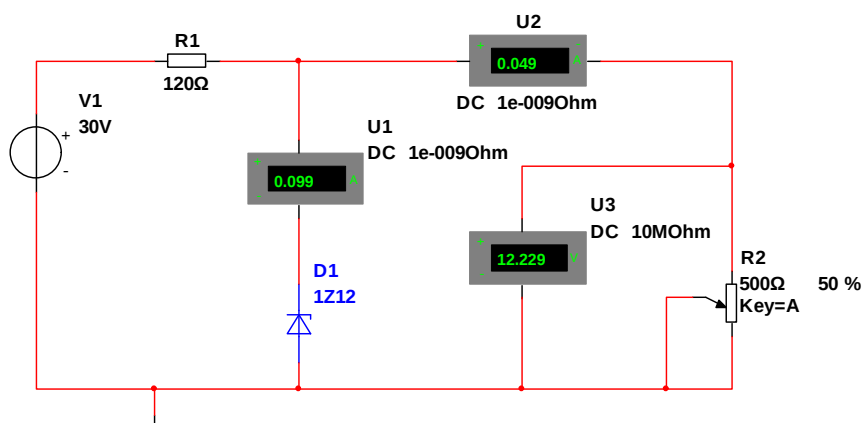 R1
120Ω
V1
30V
+
-
U2
+
-
0.049
A
DC 1e-009Ohm
U1
DC 1e-009Ohm
+
-
0.099
A
U3
DC 10MOhm
+
-
12.229
V
D1
1Z12
R2
500Ω 50 %
Key=A